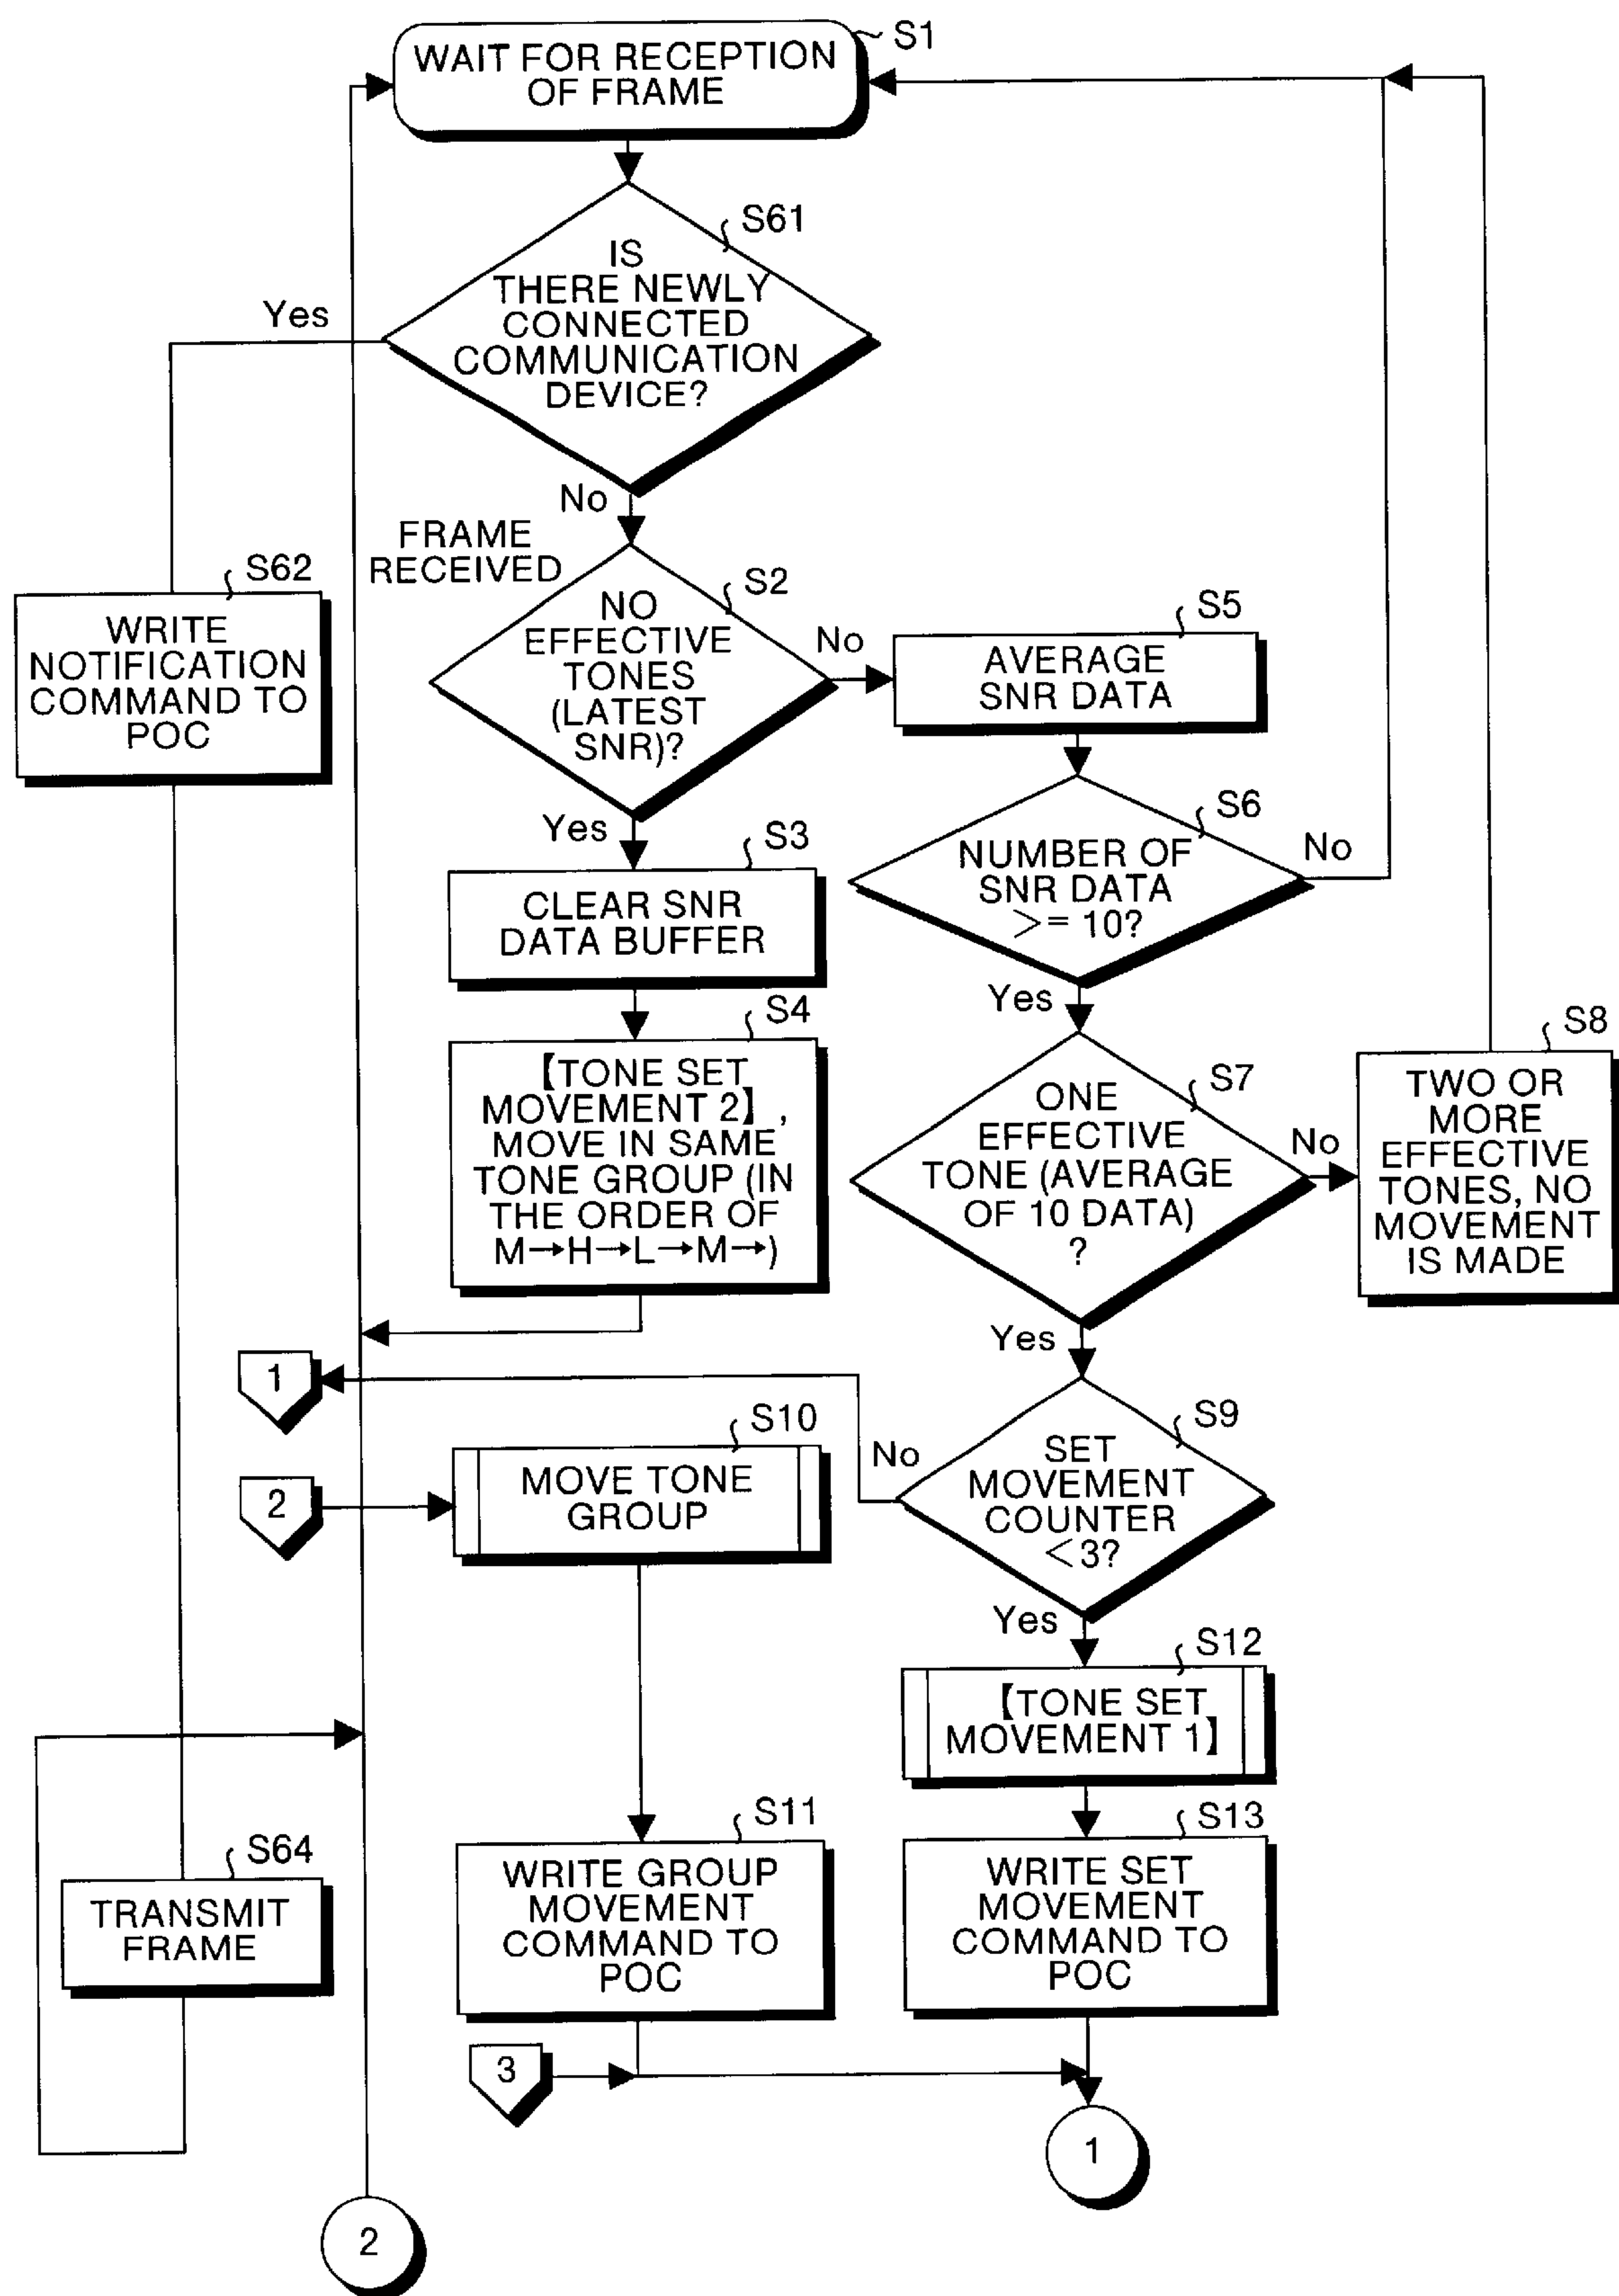 S1
WAIT FOR RECEPTION
OF FRAME
S61
IS
THERE NEWLY
CONNECTED
COMMUNICATION
DEVICE?
Yes
No
FRAME
RECEIVED
S62
WRITE
NOTIFICATION
COMMAND TO
POC
S2
NO
EFFECTIVE
TONES
(LATEST
SNR)?
No
Yes
S5
AVERAGE
SNR DATA
S6
NUMBER OF
SNR DATA
>= 10?
No
Yes
S3
CLEAR SNR
DATA BUFFER
S4
【TONE SET
MOVEMENT 2】,
MOVE IN SAME
TONE GROUP (IN
THE ORDER OF
M→H→L→M→)
S7
ONE
EFFECTIVE
TONE (AVERAGE
OF 10 DATA)
?
No
Yes
S8
TWO OR
MORE
EFFECTIVE
TONES, NO
MOVEMENT
IS MADE
1
S9
SET
MOVEMENT
COUNTER
<3?
No
Yes
2
S10
MOVE TONE
GROUP
S12
【TONE SET
MOVEMENT 1】
S11
WRITE GROUP
MOVEMENT
COMMAND TO
POC
S13
WRITE SET
MOVEMENT
COMMAND TO
POC
S64
TRANSMIT
FRAME
3
1
2